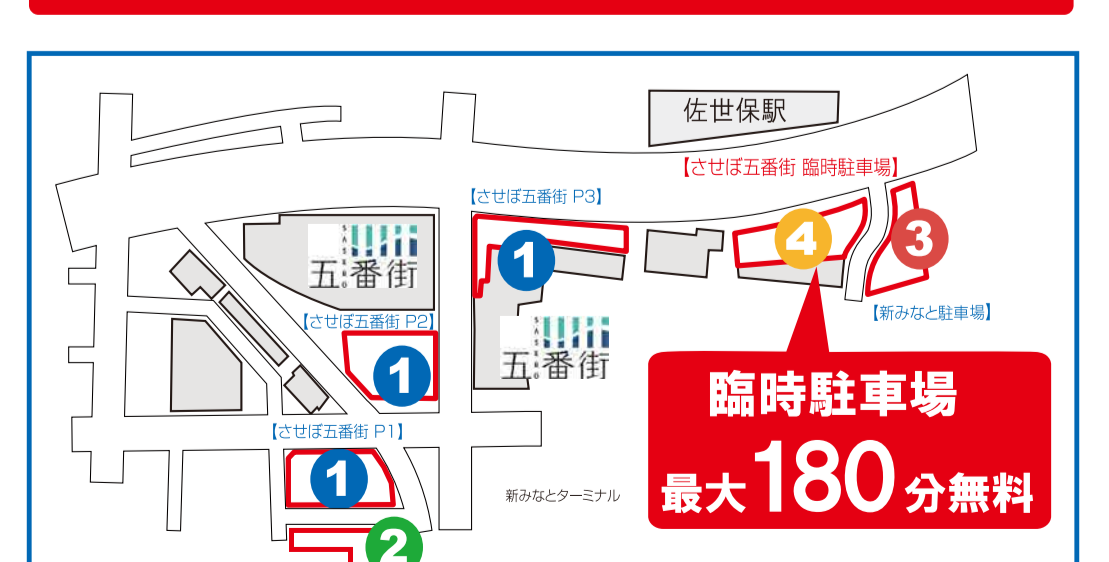 佐世保駅
【させぼ五番街 臨時駐車場】
【させぼ五番街 P3】
4
3
1
SASEBO
五番街
【新みなと駐車場】
【させぼ五番街 P2】
SASEBO
五番街
1
臨時駐車場
最大180分無料
【させぼ五番街 P1】
1
新みなとターミナル
2